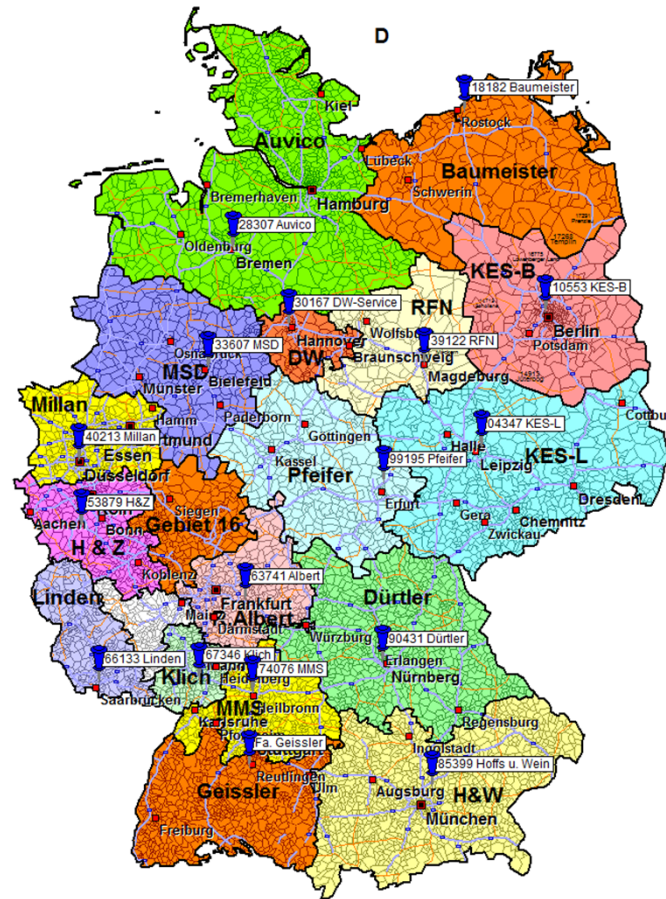 D
18182 Baumeister
Kiel
Rostock
Auvico
Lübeck
Baumeister
Schwerin
Bremerhaven
Hamburg
28307 Auvico
Oldenburg
Bremen
KES-B
10553 KES-B
30167 DW-Service
RFN
Wolfsburg
Hannover
Berlin
Potsdam
33607 MSD
39122 RFN
Osnabrück
DW
Braunschweig
MSD
Magdeburg
Münster
Bielefeld
Millan
Hamm
Paderborn
Cottbu
04347 KES-L
40213 Millan
rtmund
Göttingen
Halle
Essen
Kassel
99195 Pfeifer
Leipzig
KES-L
Düsseldorf
Pfeifer
53879 H&Z
Siegen
Erfurt
Dresden
Aachen
Bonn
Gebiet 16
Gera
Chemnitz
Zwickau
H & Z
Koblenz
63741 Albert
Linden
Frankfurt
Dürtler
Albert
Darmstadt
Würzburg
90431 Dürtler
66133 Linden
67346 Klich
74076 MMS
Erlangen
Klich
Heidelberg
Nürnberg
Saarbrücken
MMS
Heilbronn
Karlsruhe
Regensburg
Fa. Geissler
Ingolstadt
Reutlingen
85399 Hoffs u. Wein
Geissler
Ulm
Augsburg
H&W
München
Freiburg